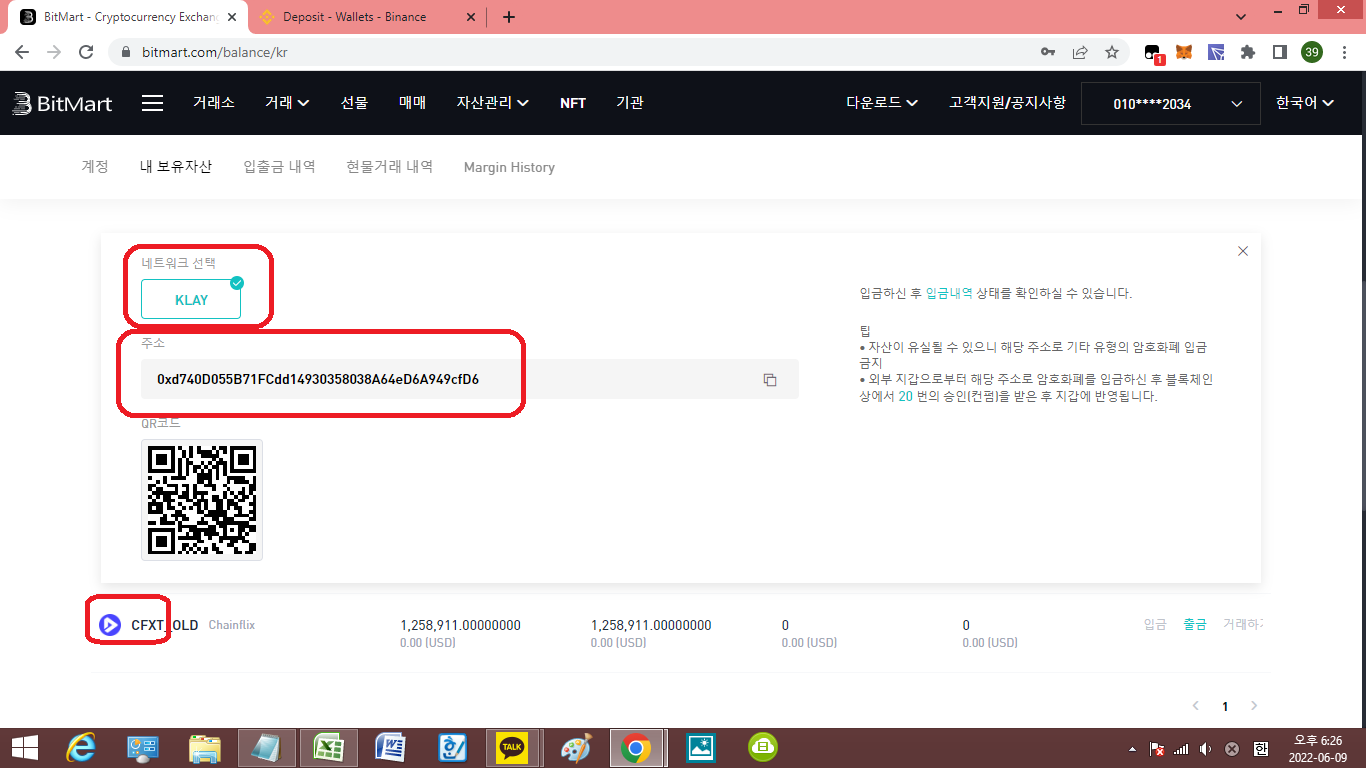 BitMart - Cryptocurrency Exchan
Deposit - Wallets - Binance
bitmart.com/balance/kr
1
39
BitMart
거래소
거래
선물
매매
자산관리
NFT
기관
다운로드
고객지원/공지사항
010****2034
한국어
계정
내 보유자산
입출금 내역
현물거래 내역
Margin History
네트워크 선택
KLAY
주소
0xd740D055B71FCdd14930358038A64eD6A949cfD6
QR코드
입금하신 후 입금내역 상태를 확인하실 수 있습니다.
팁
• 자산이 유실될 수 있으니 해당 주소로 기타 유형의 암호화폐 입금
금지
• 외부 지갑으로부터 해당 주소로 암호화폐를 입금하신 후 블록체인
상에서 20 번의 승인(컨펌)을 받은 후 지갑에 반영됩니다.
CFXT_OLD Chainflix
1,258,911.00000000
0.00 (USD)
1,258,911.00000000
0.00 (USD)
0
0.00 (USD)
0
0.00 (USD)
입금
출금
거래하
1
TALK
한
오후 6:26
2022-06-09